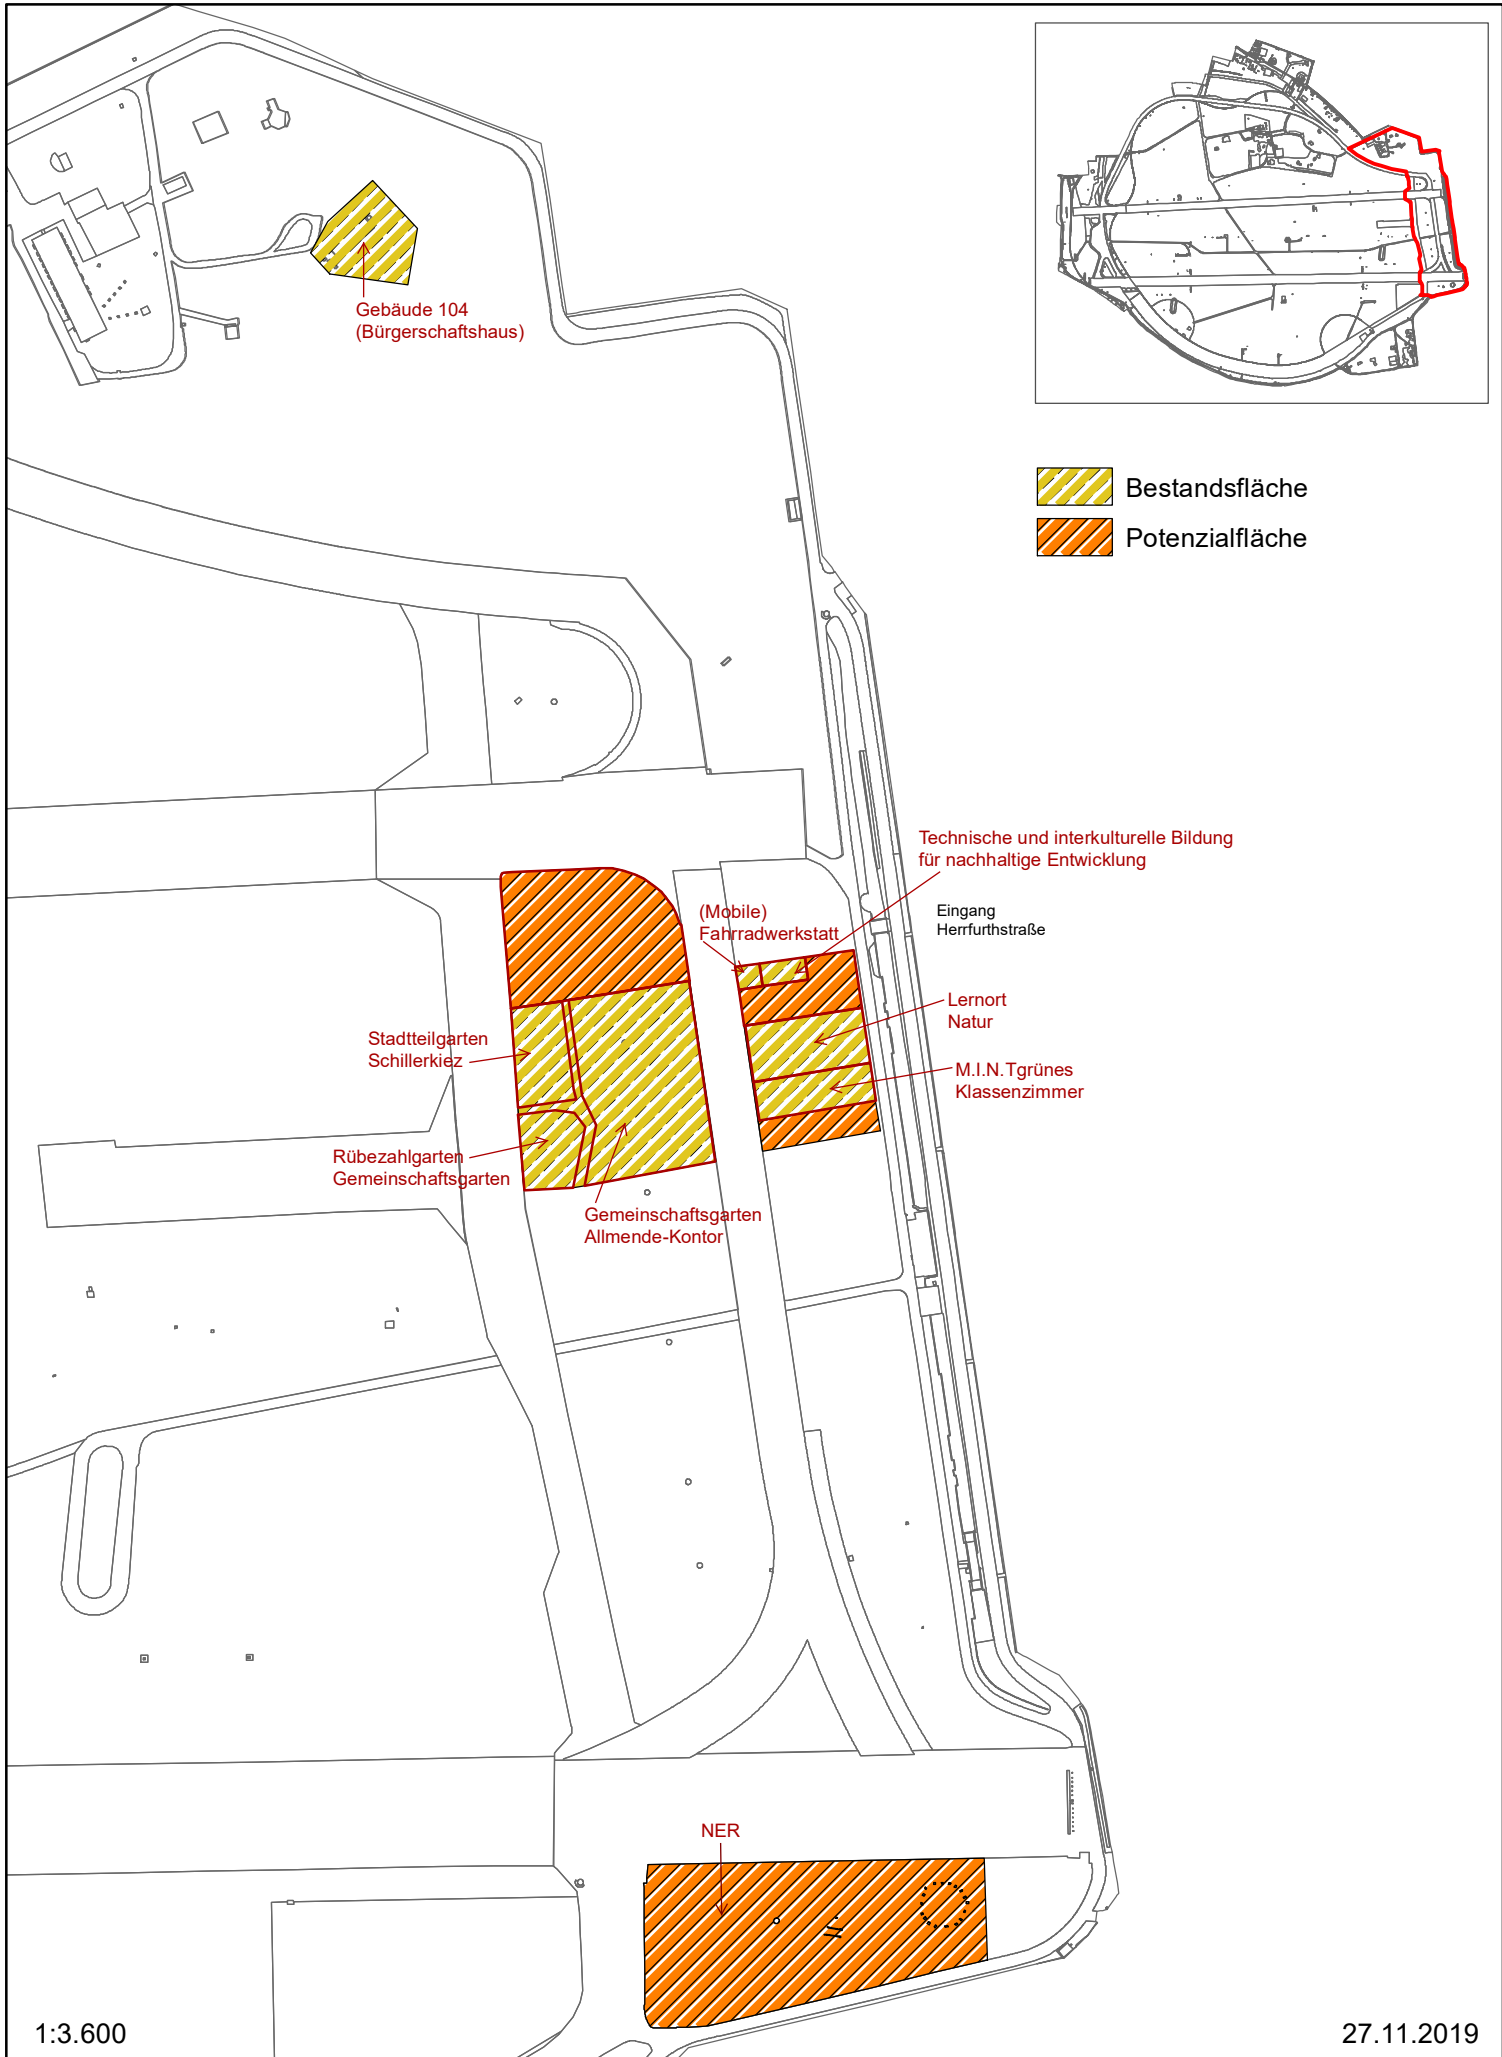 Gebäude 104
(Bürgerschaftshaus)
Bestandsfläche
Potenzialfläche
Technische und interkulturelle Bildung
für nachhaltige Entwicklung
(Mobile)
Fahrradwerkstatt
Eingang
Herrfurthstraße
Lernort
Natur
Stadtteilgarten
Schillerkiez
M.I.N.Tgrünes
Klassenzimmer
Rübezahlgarten
Gemeinschaftsgarten
Gemeinschaftsgarten
Allmende-Kontor
NER
1:3.600
27.11.2019